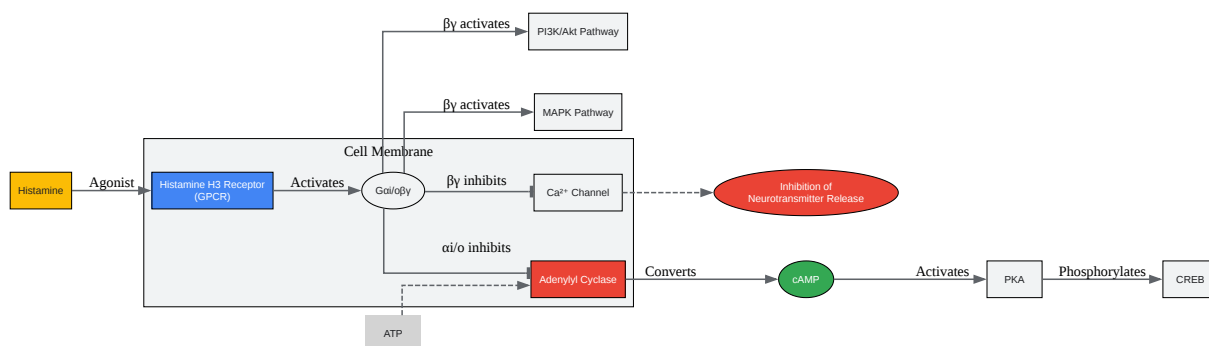 βγ activates
PI3K/Akt Pathway
βγ activates
MAPK Pathway
Cell Membrane
Histamine
Agonist
Histamine H3 Receptor
(GPCR)
Activates
Gαi/oβγ
βγ inhibits
Ca²⁺ Channel
Inhibition of
Neurotransmitter Release
αi/o inhibits
Adenylyl Cyclase
Converts
cAMP
Activates
PKA
Phosphorylates
CREB
ATP